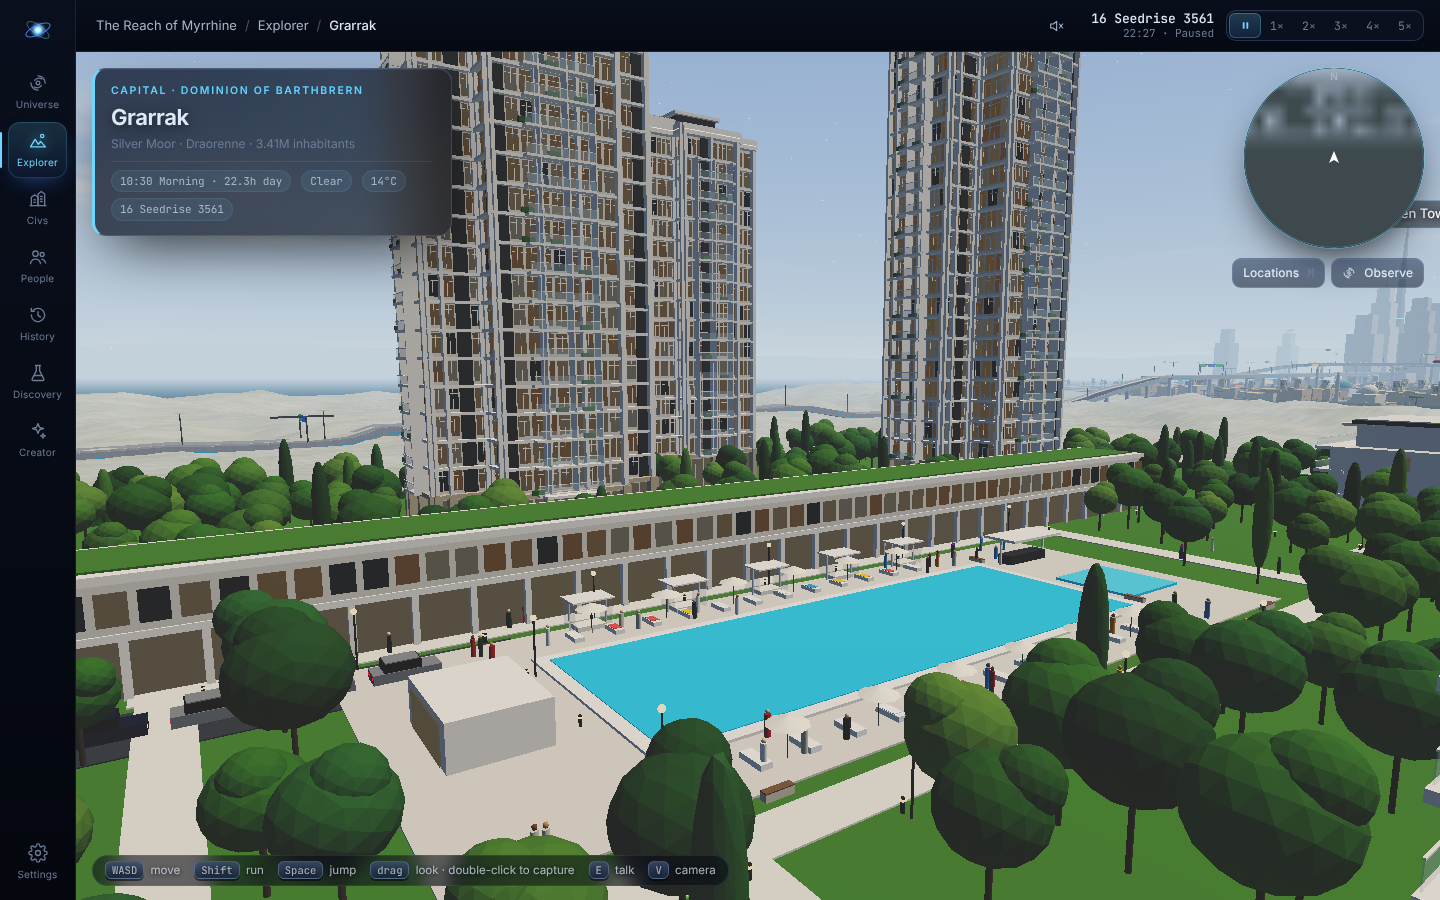 The Reach of Myrrhine / Explorer / Grarrak
16 Seedrise 3561
22:27 · Paused
1×
2×
3×
4×
5×
Universe
Explorer
Civs
People
History
Discovery
Creator
Settings
CAPITAL · DOMINION OF BARTHBRERN
Grarrak
Silver Moor · Draorenne · 3.41M inhabitants
10:30 Morning · 22.3h day
Clear
14°C
16 Seedrise 3561
N
Locations M
Observe
WASD move
Shift run
Space jump
drag look · double-click to capture
E talk
V camera